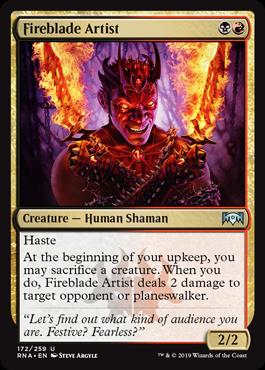 Fireblade Artist
Creature — Human Shaman
Haste
At the beginning of your upkeep, you
may sacrifice a creature. When you
do, Fireblade Artist deals 2 damage
to target opponent or planeswalker.
“Let’s find out what kind of audience you
are. Festive? Fearless?”
2/2
172/259 U
RNA • EN Steve Argyle
™ & © 2019 Wizards of the Coast